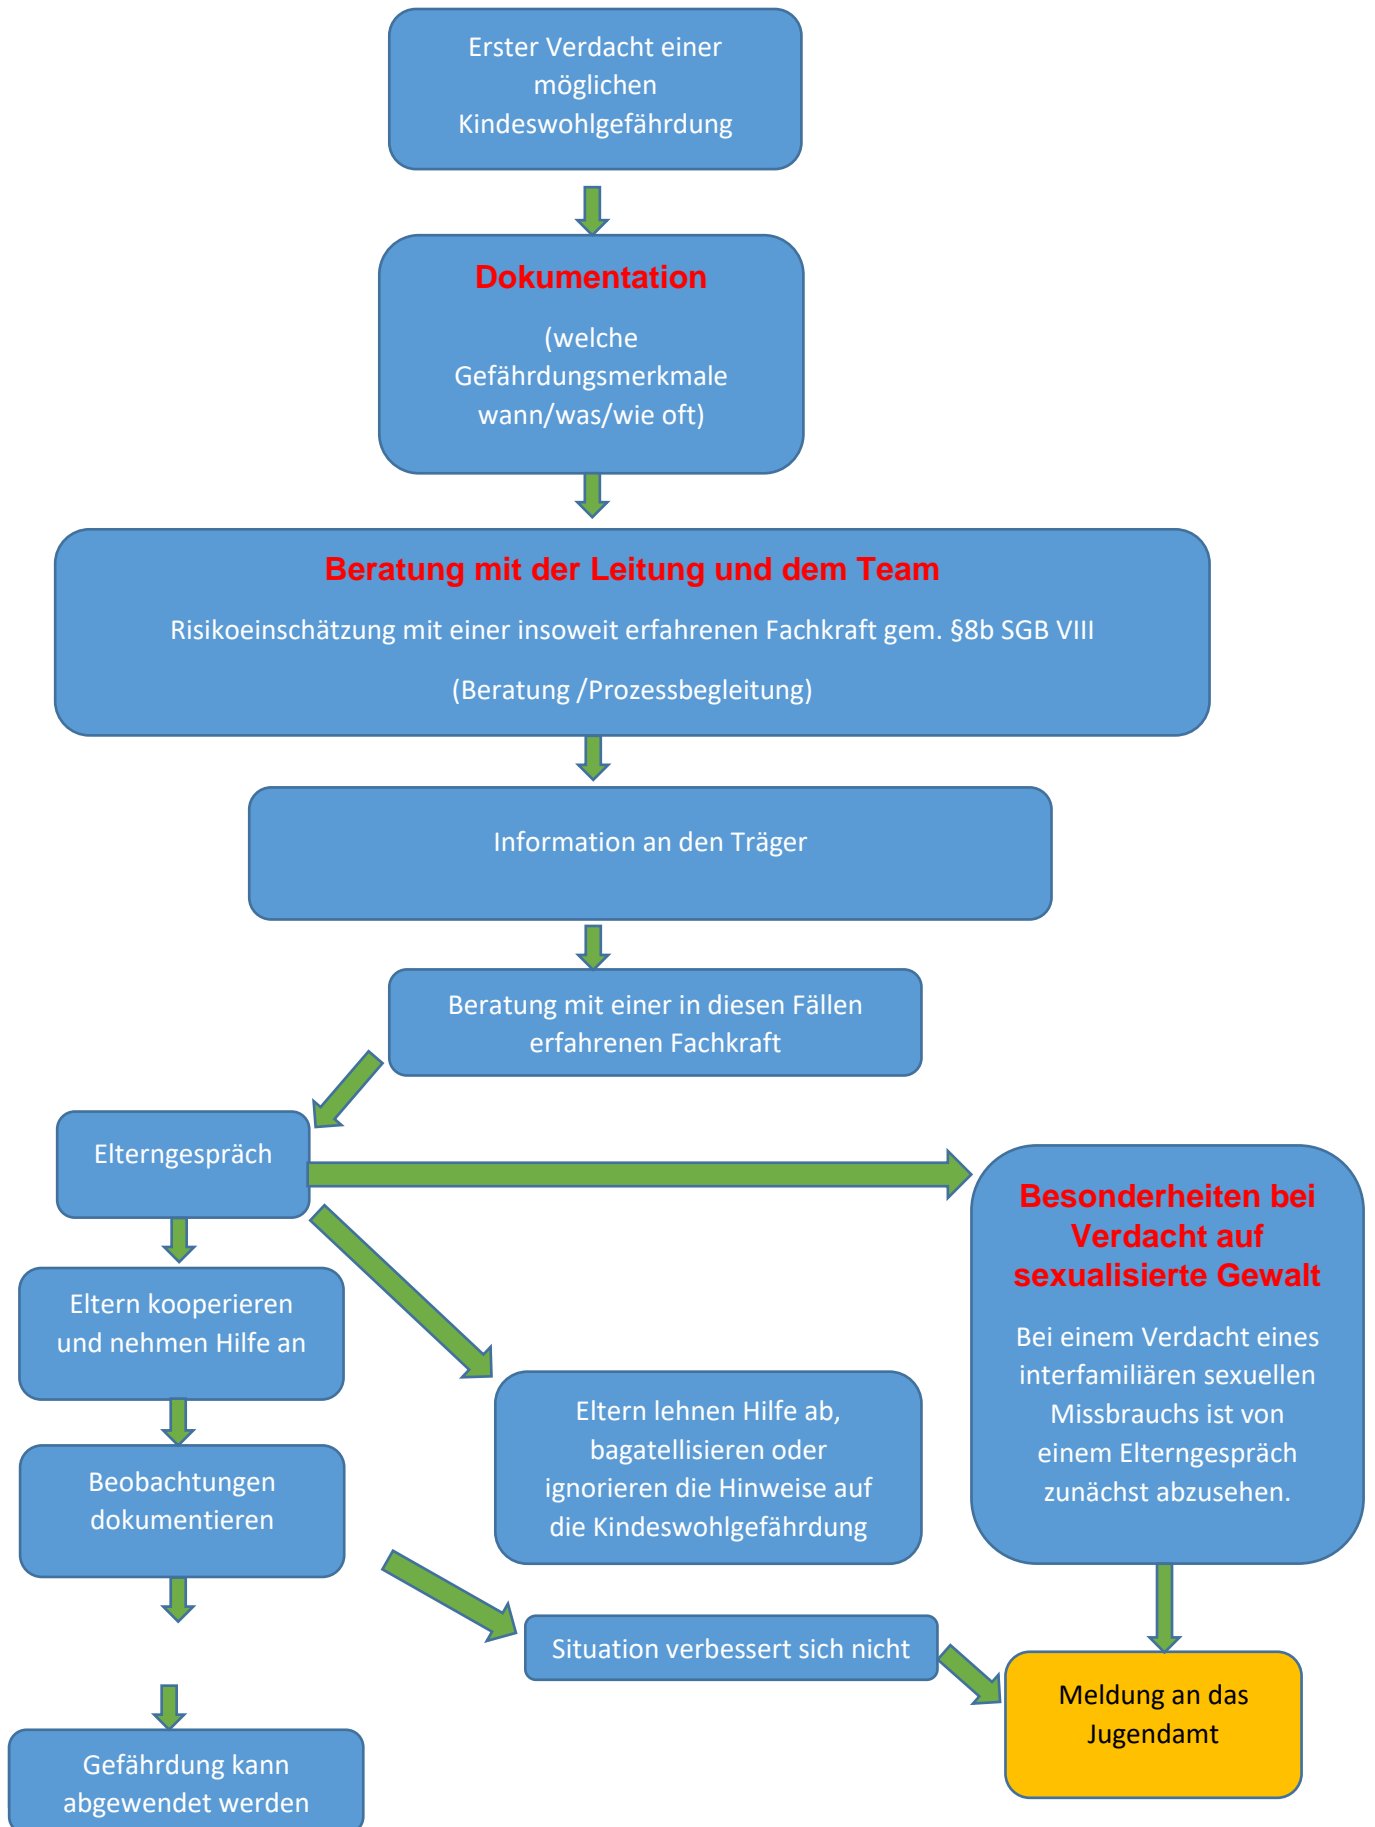 Erster Verdacht einer
möglichen
Kindeswohlgefährdung
Dokumentation
(welche
Gefährdungsmerkmale
wann/was/wie oft)
Beratung mit der Leitung und dem Team
Risikoeinschätzung mit einer insoweit erfahrenen Fachkraft gem. §8b SGB VIII
(Beratung /Prozessbegleitung)
Information an den Träger
Beratung mit einer in diesen Fällen
erfahrenen Fachkraft
Elterngespräch
Eltern kooperieren
und nehmen Hilfe an
Beobachtungen
dokumentieren
Gefährdung kann
abgewendet werden
Eltern lehnen Hilfe ab,
bagatellisieren oder
ignorieren die Hinweise auf
die Kindeswohlgefährdung
Situation verbessert sich nicht
Besonderheiten bei
Verdacht auf
sexualisierte Gewalt
Bei einem Verdacht eines
interfamiliären sexuellen
Missbrauchs ist von
einem Elterngespräch
zunächst abzusehen.
Meldung an das
Jugendamt